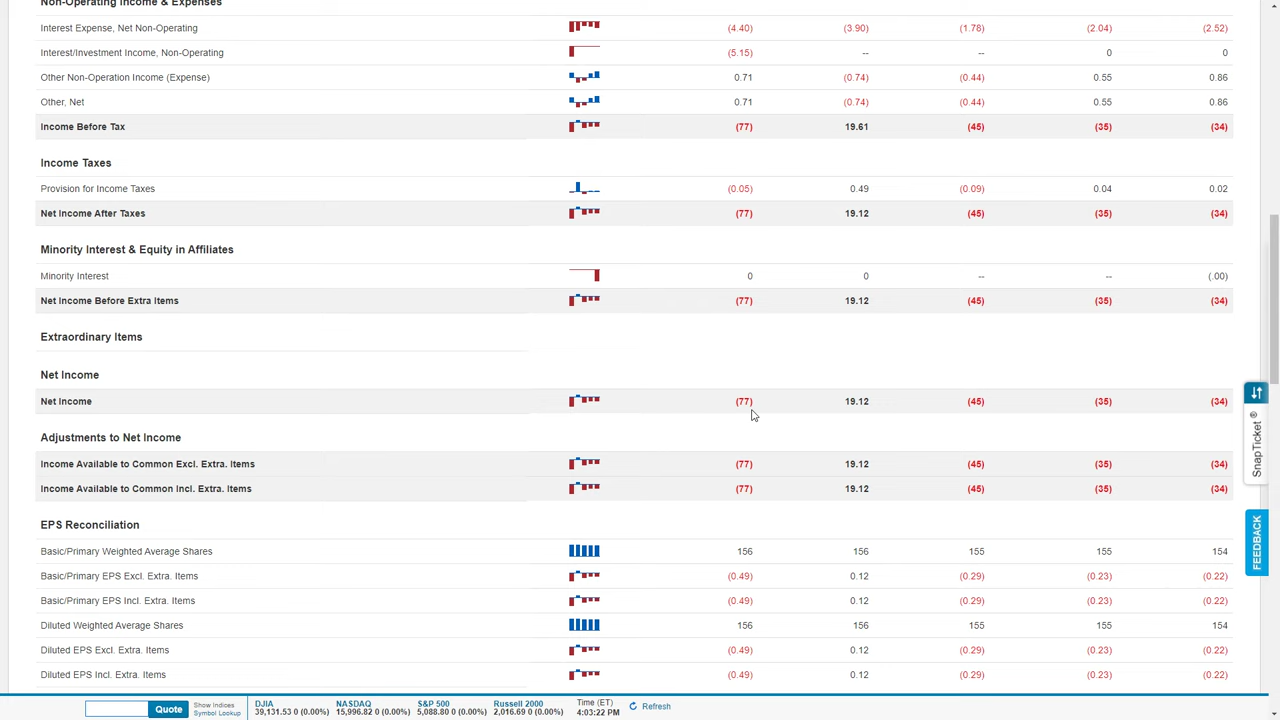 Non-Operating Income & Expenses
Interest Expense, Net Non-Operating (4.40) (3.90) (1.78) (2.04) (2.52)
Interest/Investment Income, Non-Operating (5.15) -- -- 0 0
Other Non-Operation Income (Expense) 0.71 (0.74) (0.44) 0.55 0.86
Other, Net 0.71 (0.74) (0.44) 0.55 0.86
Income Before Tax (77) 19.61 (45) (35) (34)
Income Taxes
Provision for Income Taxes (0.05) 0.49 (0.09) 0.04 0.02
Net Income After Taxes (77) 19.12 (45) (35) (34)
Minority Interest & Equity in Affiliates
Minority Interest 0 0 -- -- (.00)
Net Income Before Extra Items (77) 19.12 (45) (35) (34)
Extraordinary Items
Net Income
Net Income (77) 19.12 (45) (35) (34)
SnapTicket ®
Adjustments to Net Income
Income Available to Common Excl. Extra. Items (77) 19.12 (45) (35) (34)
Income Available to Common Incl. Extra. Items (77) 19.12 (45) (35) (34)
EPS Reconciliation
FEEDBACK
Basic/Primary Weighted Average Shares 156 156 155 155 154
Basic/Primary EPS Excl. Extra. Items (0.49) 0.12 (0.29) (0.23) (0.22)
Basic/Primary EPS Incl. Extra. Items (0.49) 0.12 (0.29) (0.23) (0.22)
Diluted Weighted Average Shares 156 156 155 155 154
Diluted EPS Excl. Extra. Items (0.49) 0.12 (0.29) (0.23) (0.22)
Diluted EPS Incl. Extra. Items (0.49) 0.12 (0.29) (0.23) (0.22)
Quote
Show Indices
Symbol Lookup
DJIA
39,131.53 0 (0.00%)
NASDAQ
15,996.82 0 (0.00%)
S&P 500
5,088.80 0 (0.00%)
Russell 2000
2,016.69 0 (0.00%)
Time (ET)
4:03:22 PM
Refresh